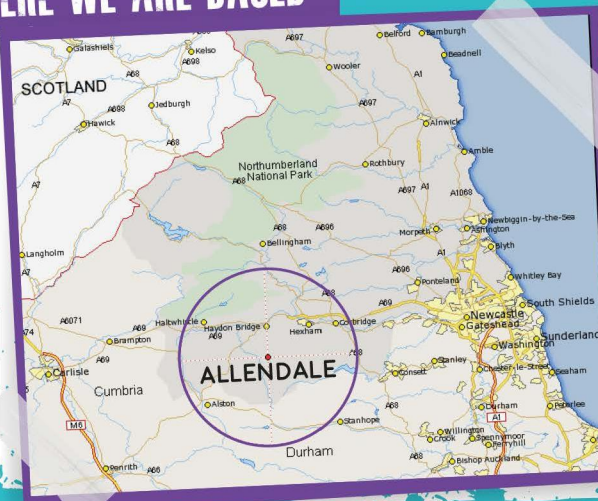 WE ARE BASED
Galashiels
Kelso
A698
A697
Belford
Bamburgh
Beadnell
Wooler
A68
A1
SCOTLAND
A7
A698
Jedburgh
A697
Hawick
A68
Alnwick
Amble
Northumberland
National Park
A68
Rothbury
A7
A697
A1
A1068
Newbiggin-by-the-Sea
Ashington
Morpeth
A68
A696
Bellingham
Blyth
A1
Langholm
A7
A696
Ponteland
Whitley Bay
A68
A69
South Shields
A6071
Haltwhistle
Haydon Bridge
A69
Hexham
Corbridge
Newcastle
Gateshead
Brampton
A69
A69
Washington
Sunderland
A68
Carlisle
ALLENDALE
Stanley
Consett
Chester-le-Street
Seaham
Cumbria
Alston
A68
Durham
Peterlee
M6
Stanhope
A1
Willington
Crook
Spennymoor
Ferryhill
Durham
Penrith
A66
A68
Bishop Auckland